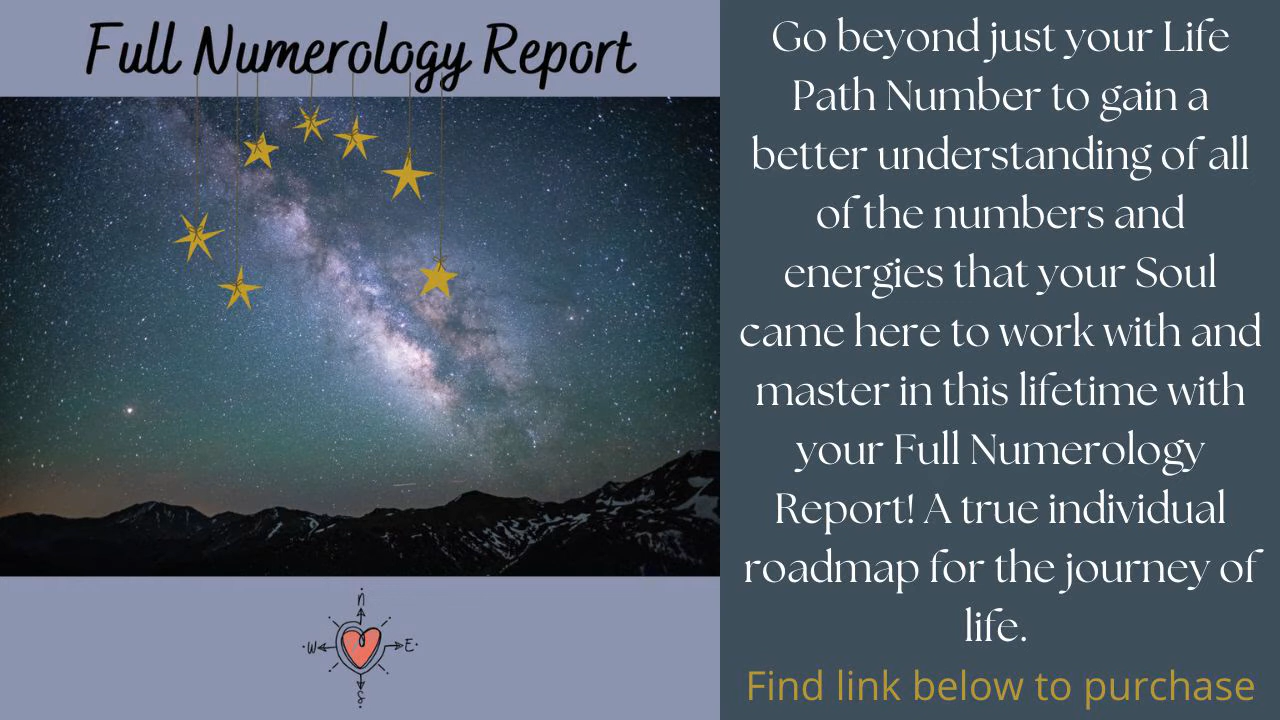 Full Numerology Report
n
W E
S
Go beyond just your Life
Path Number to gain a
better understanding of all
of the numbers and
energies that your Soul
came here to work with and
master in this lifetime with
your Full Numerology
Report! A true individual
roadmap for the journey of
life.
Find link below to purchase